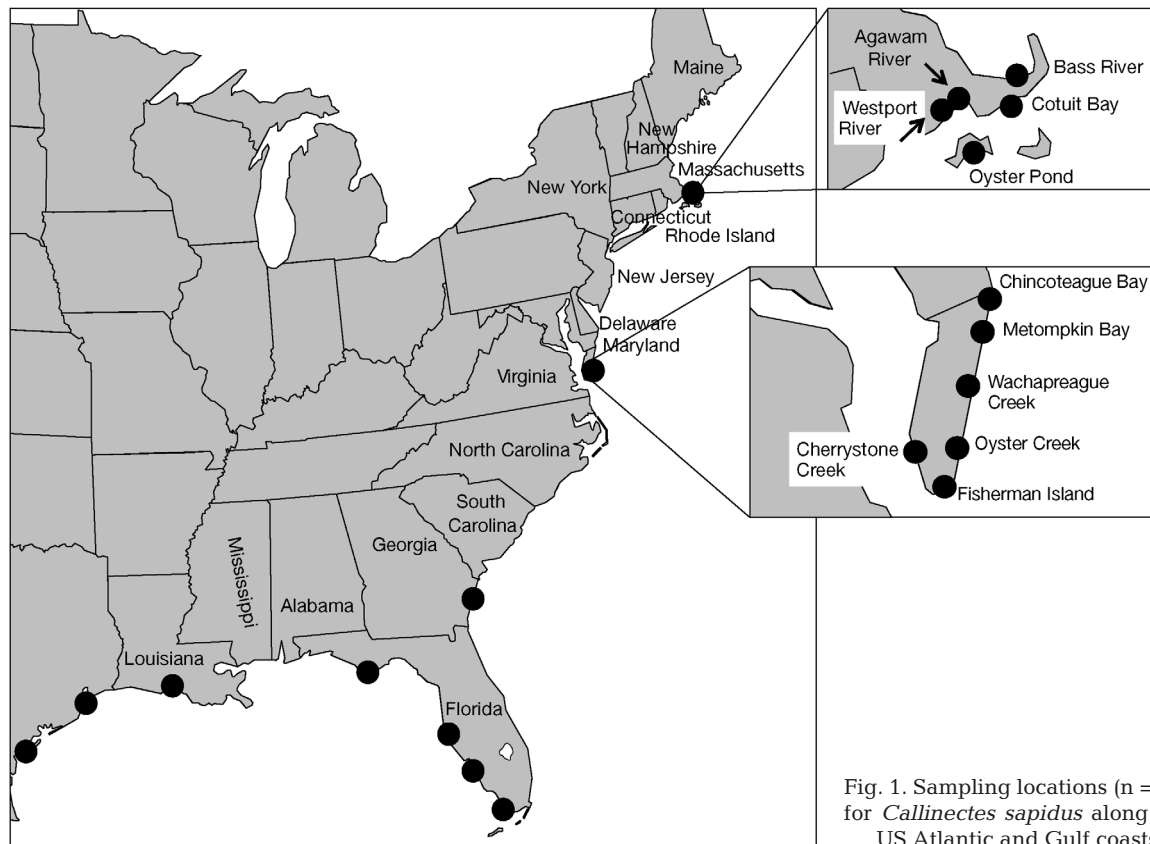 Maine
New
Hampshire
Massachusetts
New York
Connecticut
Rhode Island
New Jersey
Delaware
Maryland
Virginia
North Carolina
South
Carolina
Georgia
Mississippi
Alabama
Louisiana
Florida
Agawam
River
Bass River
Westport
River
Cotuit Bay
Oyster Pond
Chincoteague Bay
Metompkin Bay
Wachapreague
Creek
Cherrystone
Creek
Oyster Creek
Fisherman Island
Fig. 1. Sampling locations (n =
for Callinectes sapidus along
US Atlantic and Gulf coasts